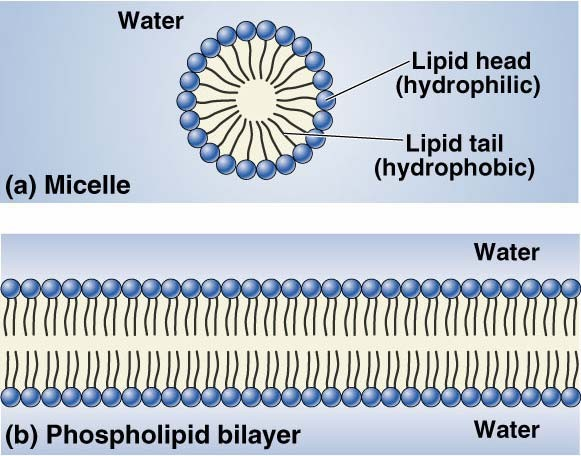 Water
Lipid head
(hydrophilic)
Lipid tail
(hydrophobic)
(a) Micelle
Water
(b) Phospholipid bilayer
Water